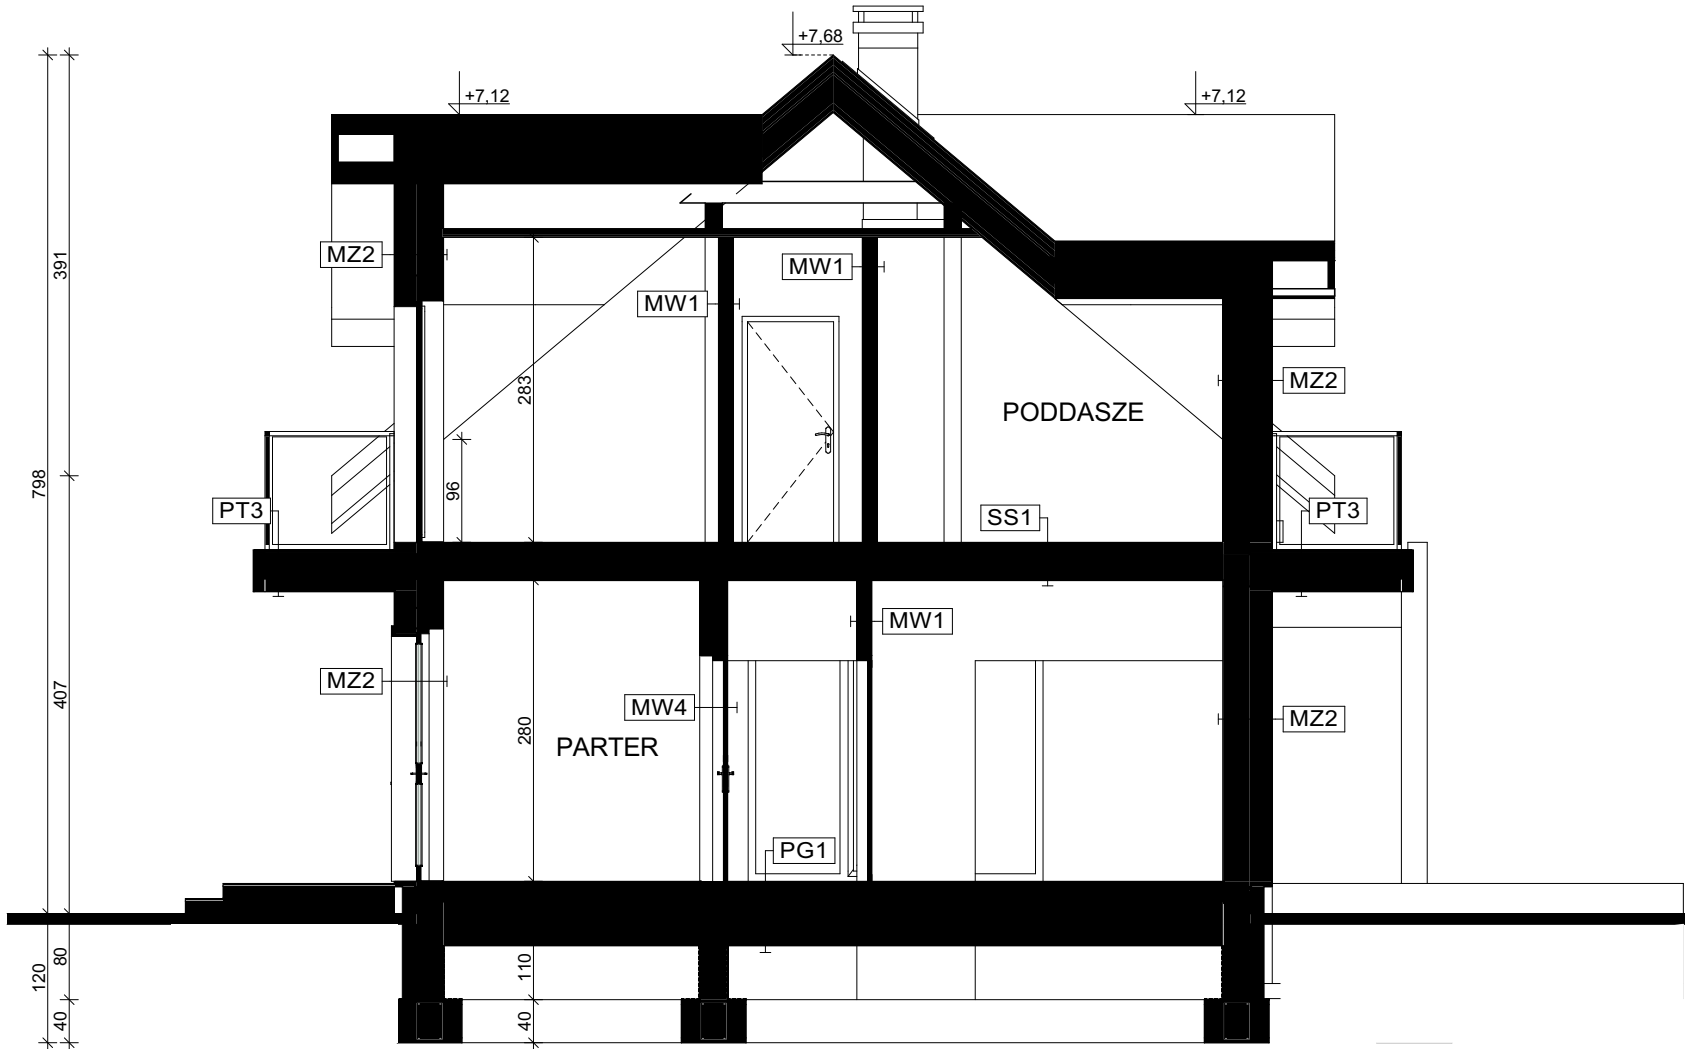 +7,68
+7,12
+7,12
391
MZ2
MW1
MW1
283
MZ2
PODDASZE
798
96
PT3
SS1
PT3
MW1
407
MZ2
MW4
280
MZ2
PARTER
PG1
120
80
110
40
40